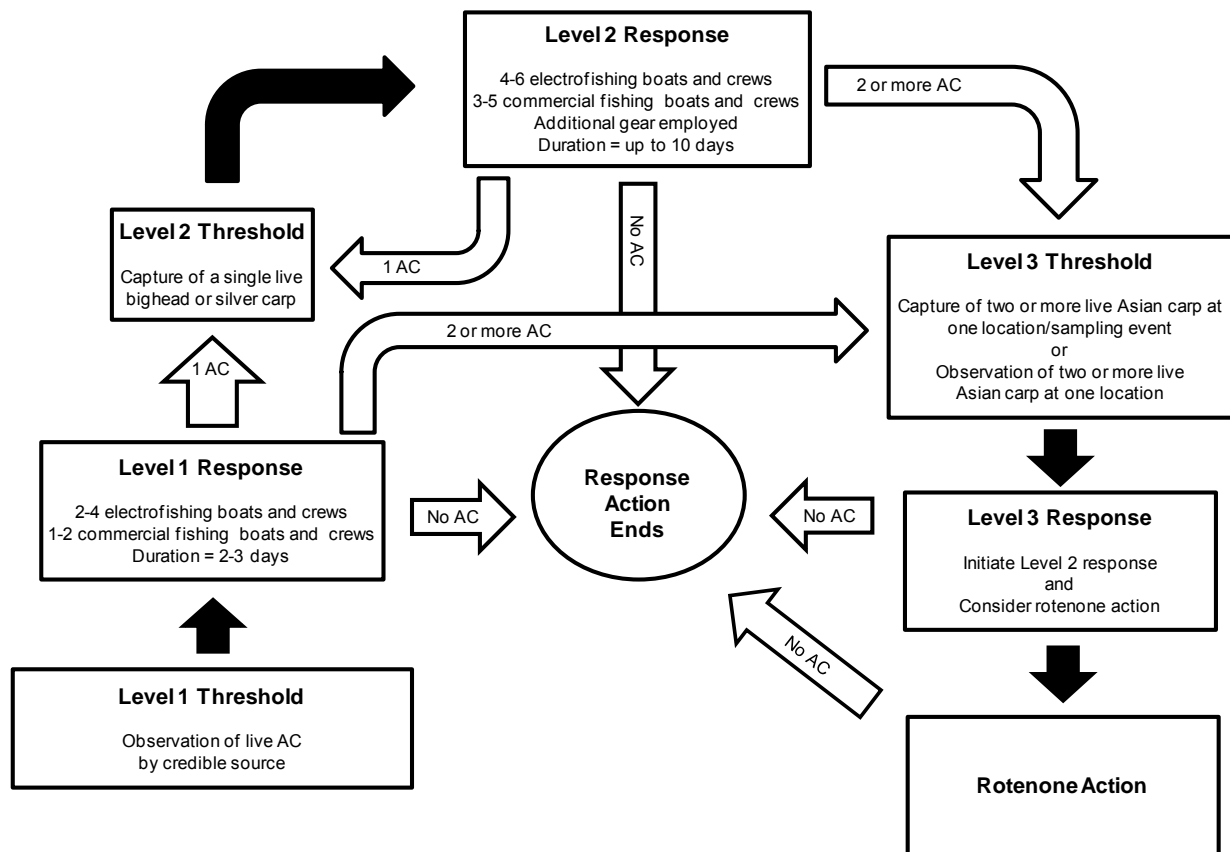 Level 2 Response
4-6 electrofishing boats and crews
3-5 commercial fishing boats and crews
Additional gear employed
Duration = up to 10 days
2 or more AC
Level 2 Threshold
Capture of a single live
bighead or silver carp
1 AC
No AC
Level 3 Threshold
Capture of two or more live Asian carp at
one location/sampling event
or
Observation of two or more live
Asian carp at one location
2 or more AC
1 AC
Level 1 Response
2-4 electrofishing boats and crews
1-2 commercial fishing boats and crews
Duration = 2-3 days
No AC
Response
Action
Ends
No AC
Level 3 Response
Initiate Level 2 response
and
Consider rotenone action
No AC
Level 1 Threshold
Observation of live AC
by credible source
Rotenone Action